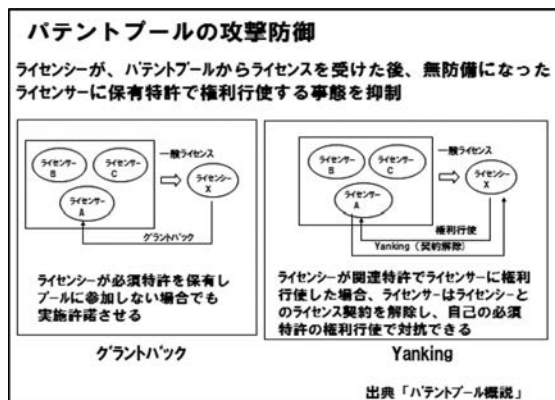 パテントプールの攻撃防御
ライセンシーが、パテントプールからライセンスを受けた後、無防備になった
ライセンサーに保有特許で権利行使する事態を抑制
一般ライセンス
ライセンサー
B
ライセンサー
C
ライセンシー
X
ライセンサー
A
グラントバック
ライセンシーが必須特許を保有し
プールに参加しない場合でも
実施許諾させる
グラントバック
一般ライセンス
ライセンサー
B
ライセンサー
C
ライセンシー
X
ライセンサー
A
権利行使
Yanking（契約解除）
ライセンシーが関連特許でライセンサーに権利
行使した場合、ライセンサーはライセンシーと
のライセンス契約を解除し、自己の必須
特許の権利行使で対抗できる
Yanking
出典「パテントプール概説」